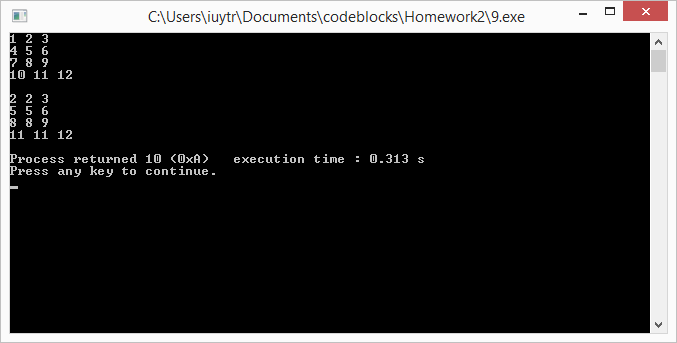 C:\Users\iuytr\Documents\codeblocks\Homework2\9.exe
1 2 3
4 5 6
7 8 9
10 11 12
2 2 3
5 5 6
8 8 9
11 11 12
Process returned 10 (0xA)   execution time : 0.313 s
Press any key to continue.